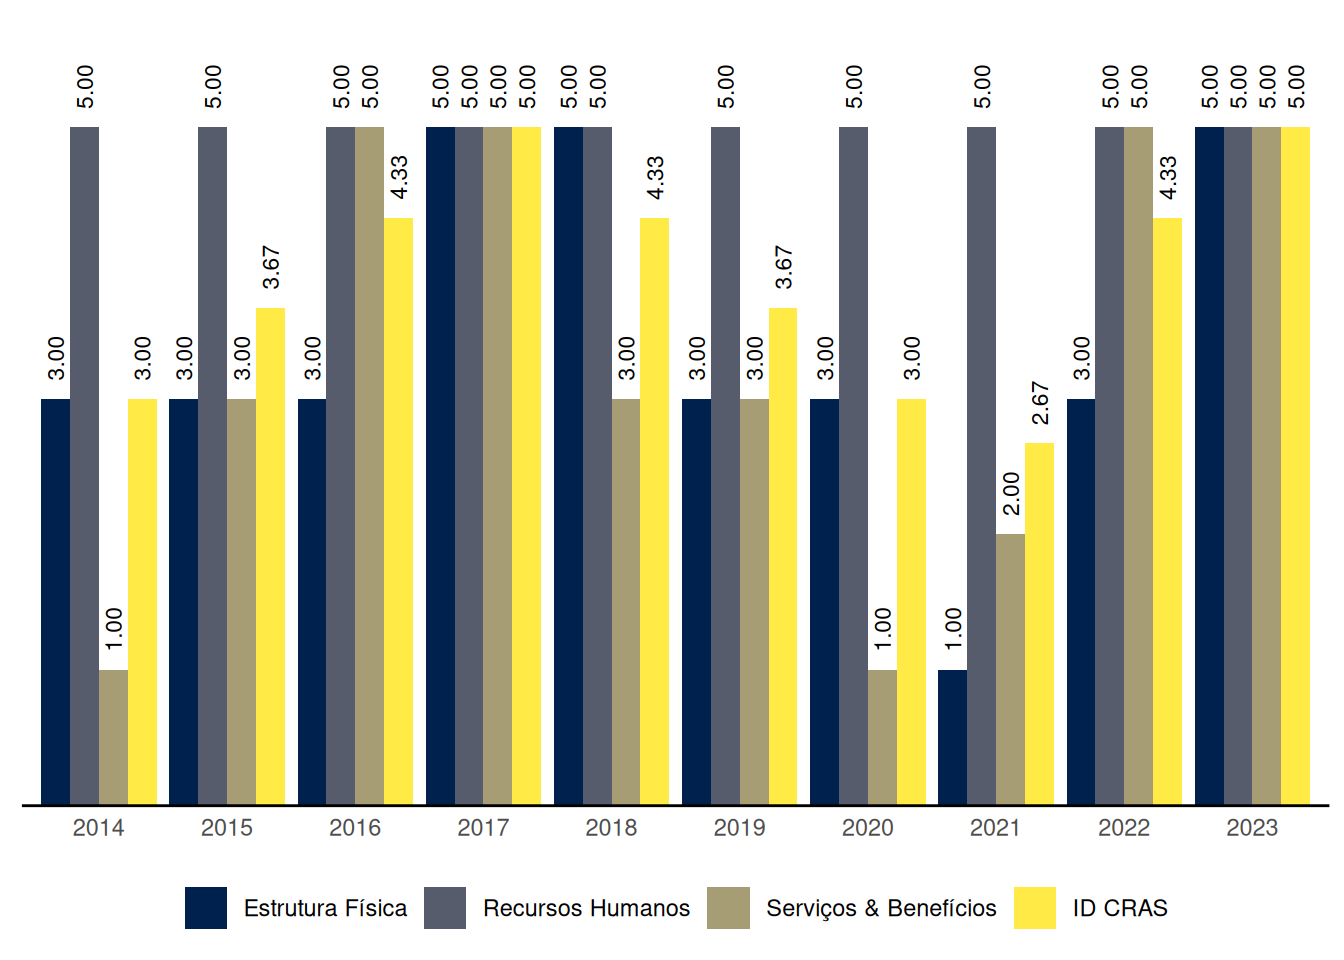 5.00 5.00 5.00 5.00 5.00 5.00 5.00 5.00 5.00 5.00 5.00 5.00 5.00 5.00 5.00 5.00 5.00 5.00 5.00
4.33 4.33 4.33
3.67 3.67
3.00 3.00 3.00 3.00 3.00 3.00 3.00 3.00 3.00 3.00 3.00
2.67
2.00
1.00 1.00 1.00
2014 2015 2016 2017 2018 2019 2020 2021 2022 2023
Estrutura Física Recursos Humanos Serviços & Benefícios ID CRAS